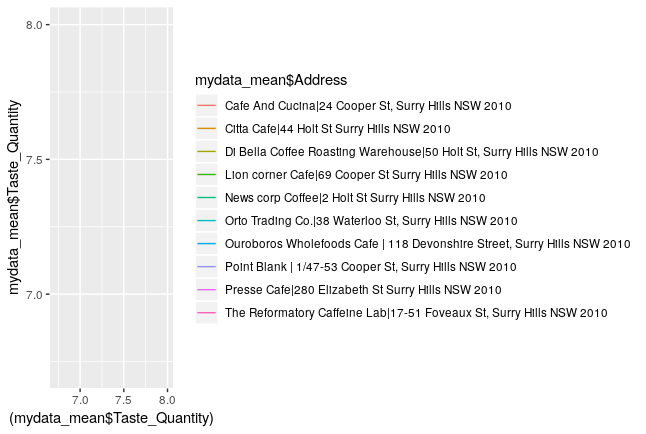 8.0
7.5
7.0
mydata_mean$Taste_Quantity
7.0 7.5 8.0
(mydata_mean$Taste_Quantity)
mydata_mean$Address
Cafe And Cucina|24 Cooper St, Surry Hills NSW 2010
Citta Cafe|44 Holt St Surry Hills NSW 2010
Di Bella Coffee Roasting Warehouse|50 Holt St, Surry Hills NSW 2010
Lion corner Cafe|69 Cooper St Surry Hills NSW 2010
News corp Coffee|2 Holt St Surry Hills NSW 2010
Orto Trading Co.|38 Waterloo St, Surry Hills NSW 2010
Ouroboros Wholefoods Cafe | 118 Devonshire Street, Surry Hills NSW 2010
Point Blank | 1/47-53 Cooper St, Surry Hills NSW 2010
Presse Cafe|280 Elizabeth St Surry Hills NSW 2010
The Reformatory Caffeine Lab|17-51 Foveaux St, Surry Hills NSW 2010